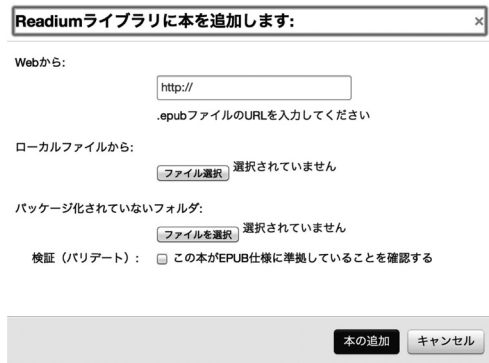 Readiumライブラリに本を追加します: ×
Webから:
http://
.epubファイルのURLを入力してください
ローカルファイルから:
ファイル選択 選択されていません
パッケージ化されていないフォルダ:
ファイルを選択 選択されていません
検証（バリデート）: この本がEPUB仕様に準拠していることを確認する
本の追加 キャンセル